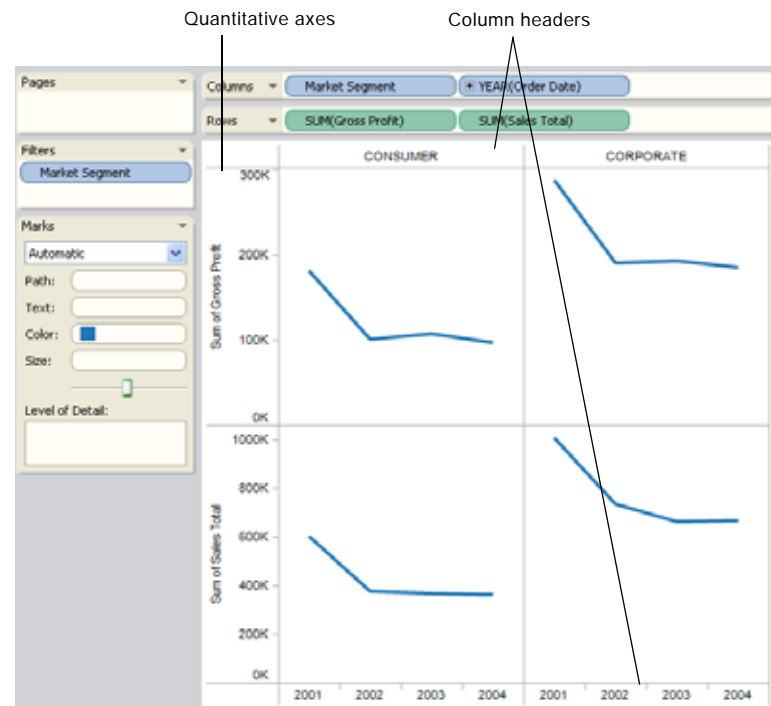 Quantitative axes Column headers
Pages
Columns Market Segment YEAR(Order Date)
Rows SUM(Gross Profit) SUM(Sales Total)
Filters
Market Segment
Marks
Automatic
Path:
Text:
Color:
Size:
Level of Detail:
CONSUMER CORPORATE
Sum of Gross Profit
300K
200K
100K
0K
Sum of Sales Total
1000K
800K
600K
400K
200K
0K
2001 2002 2003 2004 2001 2002 2003 2004